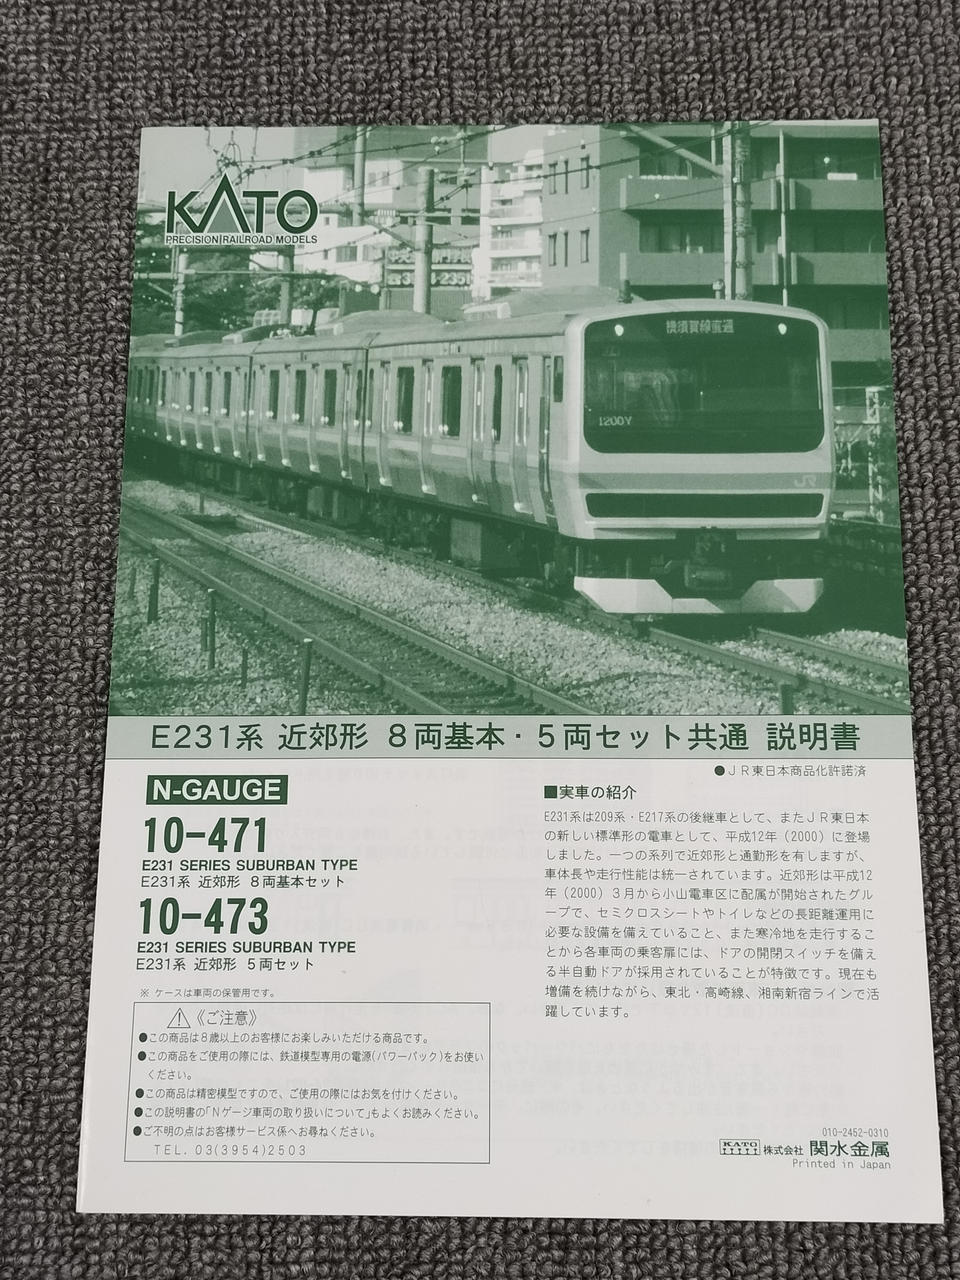 KATO
PRECISION RAILROAD MODELS
横須賀線直通
1200Y
JR
E231系 近郊形 8両基本・5両セット共通 説明書
●JR東日本商品化許諾済
N-GAUGE
10-471
E231 SERIES SUBURBAN TYPE
E231系 近郊形 8両基本セット
10-473
E231 SERIES SUBURBAN TYPE
E231系 近郊形 5両セット
※ ケースは車両の保管用です。
《ご注意》
●この商品は8歳以上のお客様にお楽しみいただける商品です。
●この商品をご使用の際には、鉄道模型専用の電源(パワーパック)をお使い
ください。
●この商品は精密模型ですので、ご使用の際にはお気を付けください。
●この説明書の「Nゲージ車両の取り扱いについて」もよくお読みください。
●ご不明の点はお客様サービス係へお尋ねください。
TEL. 03(3954)2503
■実車の紹介
E231系は209系・E217系の後継車として、またJR東日本
の新しい標準形の電車として、平成12年（2000）に登場
しました。一つの系列で近郊形と通勤形を有しますが、
車体長や走行性能は統一されています。近郊形は平成12
年（2000）3月から小山電車区に配属が開始されたグル
ープで、セミクロスシートやトイレなどの長距離運用に
必要な設備を備えていること、また寒冷地を走行するこ
とから各車両の乗客扉には、ドアの開閉スイッチを備え
る半自動ドアが採用されていることが特徴です。現在も
増備を続けながら、東北・高崎線、湘南新宿ラインで活
躍しています。
010-2452-0310
KATO 株式会社 関水金属
Printed in Japan